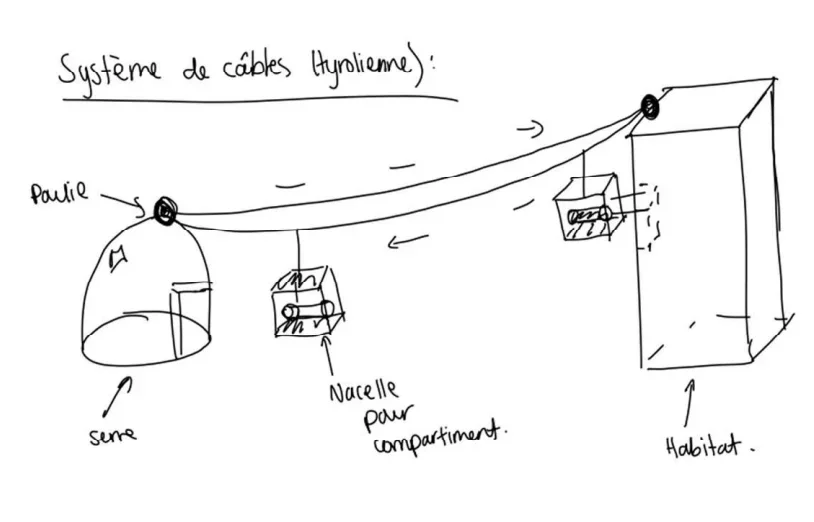 Système de câbles (tyrolienne) :
Poulie
serre
Nacelle
pour
compartiment.
Habitat.